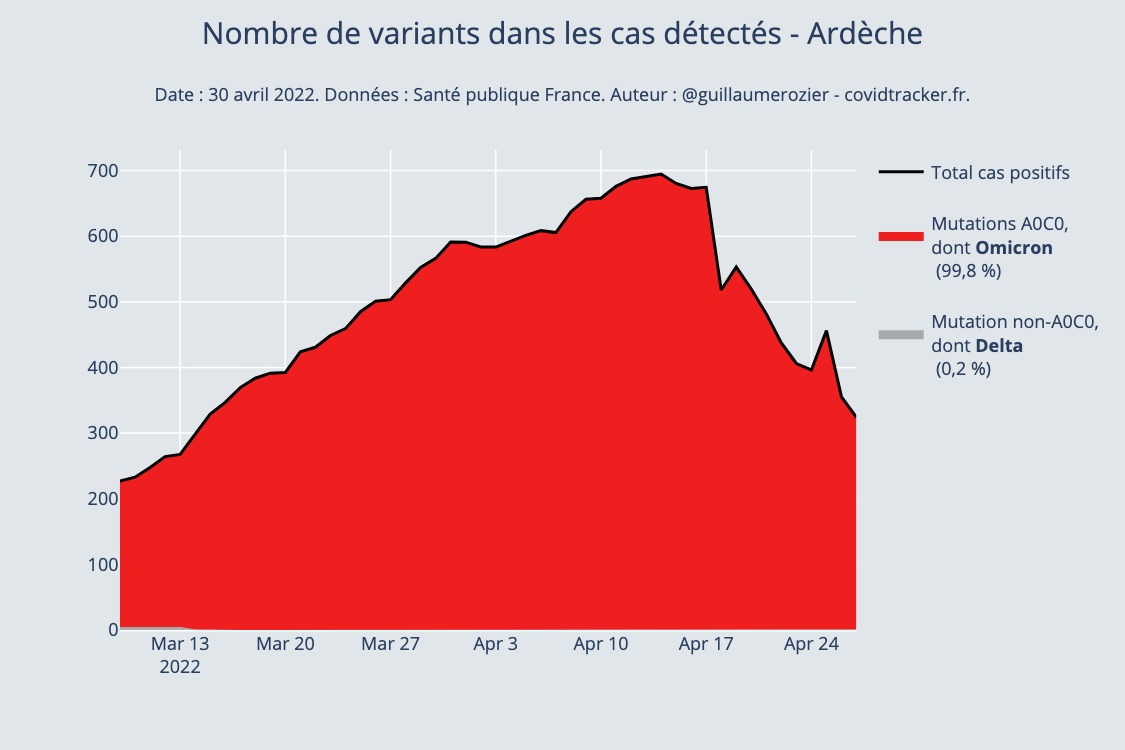 Nombre de variants dans les cas détectés - Ardèche
Date : 30 avril 2022. Données : Santé publique France. Auteur : @guillaumerozier - covidtracker.fr.
700
600
500
400
300
200
100
0
Mar 13
2022
Mar 20
Mar 27
Apr 3
Apr 10
Apr 17
Apr 24
Total cas positifs
Mutations A0C0,
dont Omicron
(99,8 %)
Mutation non-A0C0,
dont Delta
(0,2 %)